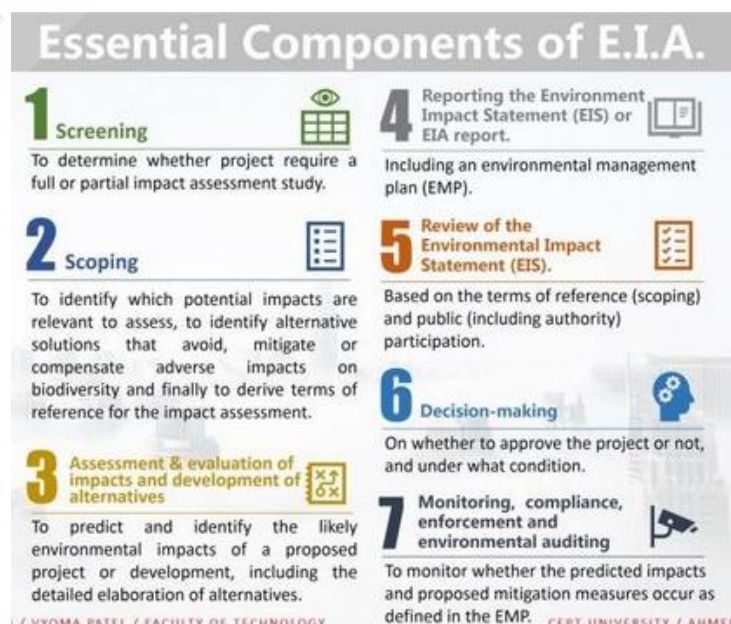 Essential Components of E.I.A.
1 Screening
To determine whether project require a
full or partial impact assessment study.
2 Scoping
To identify which potential impacts are
relevant to assess, to identify alternative
solutions that avoid, mitigate or
compensate adverse impacts on
biodiversity and finally to derive terms of
reference for the impact assessment.
3 Assessment & evaluation of
impacts and development of
alternatives
To predict and identify the likely
environmental impacts of a proposed
project or development, including the
detailed elaboration of alternatives.
4 Reporting the Environment
Impact Statement (EIS) or
EIA report.
Including an environmental management
plan (EMP).
5 Review of the
Environmental Impact
Statement (EIS).
Based on the terms of reference (scoping)
and public (including authority)
participation.
6 Decision-making
On whether to approve the project or not,
and under what condition.
7 Monitoring, compliance,
enforcement and
environmental auditing
To monitor whether the predicted impacts
and proposed mitigation measures occur as
defined in the EMP.
/ VYOMA PATEL / FACULTY OF TECHNOLOGY
CEPT UNIVERSITY /